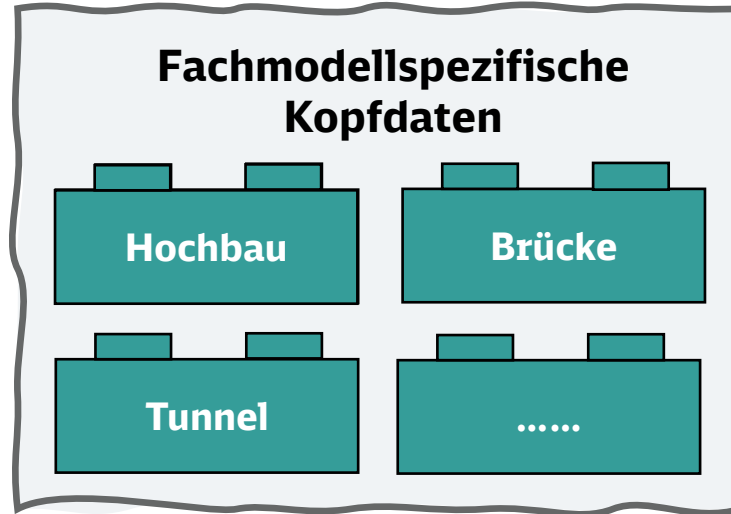 Fachmodellspezifische
Kopfdaten
Hochbau
Brücke
Tunnel
......